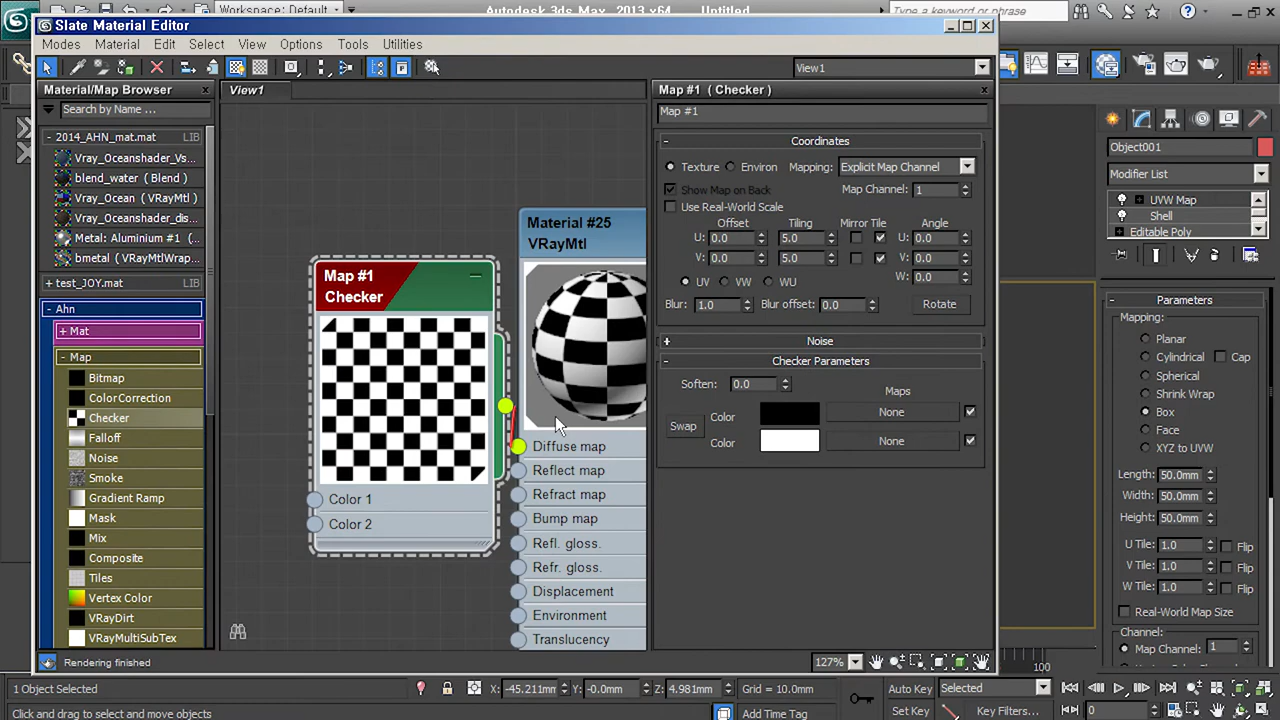 Workspace: Default
Autodesk 3ds Max 2013 x64 Untitled
Type a keyword or phrase
Slate Material Editor
Modes Material Edit Select View Options Tools Utilities
View1
Material/Map Browser
View1
Map #1 ( Checker )
Search by Name ...
Map #1
- 2014_AHN_mat.mat LIB
Vray_Oceanshader_Vs...
blend_water ( Blend )
Vray_Ocean ( VRayMtl )
Vray_Oceanshader_dis...
Metal: Aluminium #1 (...
bmetal ( VRayMtlWrap...
+ test_JOY.mat LIB
- Ahn
+ Mat
- Map
Bitmap
ColorCorrection
Checker
Falloff
Noise
Smoke
Gradient Ramp
Mask
Mix
Composite
Tiles
Vertex Color
VRayDirt
VRayMultiSubTex
Map #1
Checker
Color 1
Color 2
Material #25
VRayMtl
Diffuse map
Reflect map
Refract map
Bump map
Refl. gloss.
Refr. gloss.
Displacement
Environment
Translucency
- Coordinates
Texture Environ Mapping: Explicit Map Channel
Show Map on Back Map Channel: 1
Use Real-World Scale
Offset Tiling Mirror Tile Angle
U: 0.0 5.0 U: 0.0
V: 0.0 5.0 V: 0.0
UV VW WU W: 0.0
Blur: 1.0 Blur offset: 0.0 Rotate
+ Noise
- Checker Parameters
Soften: 0.0 Maps
Swap
Color None
Color None
Object001
Modifier List
UVW Map
Shell
Editable Poly
- Parameters
Mapping:
Planar
Cylindrical Cap
Spherical
Shrink Wrap
Box
Face
XYZ to UVW
Length: 50.0mm
Width: 50.0mm
Height: 50.0mm
U Tile: 1.0 Flip
V Tile: 1.0 Flip
W Tile: 1.0 Flip
Real-World Map Size
Channel:
Map Channel: 1
Rendering finished
127%
100
1 Object Selected X: -45.211mm Y: -0.0mm Z: 4.981mm Grid = 10.0mm Auto Key Selected
Click and drag to select and move objects Add Time Tag Set Key Key Filters... 0